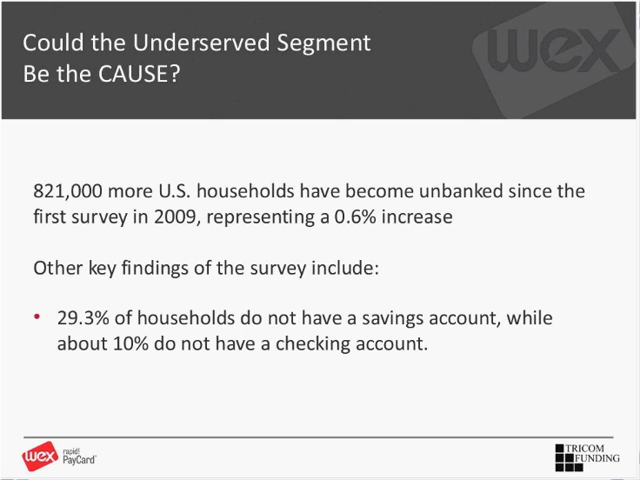 Could the Underserved Segment
Be the CAUSE?
wex
821,000 more U.S. households have become unbanked since the
first survey in 2009, representing a 0.6% increase
Other key findings of the survey include:
• 29.3% of households do not have a savings account, while
about 10% do not have a checking account.
wex
rapid!
PayCard
TRICOM
FUNDING